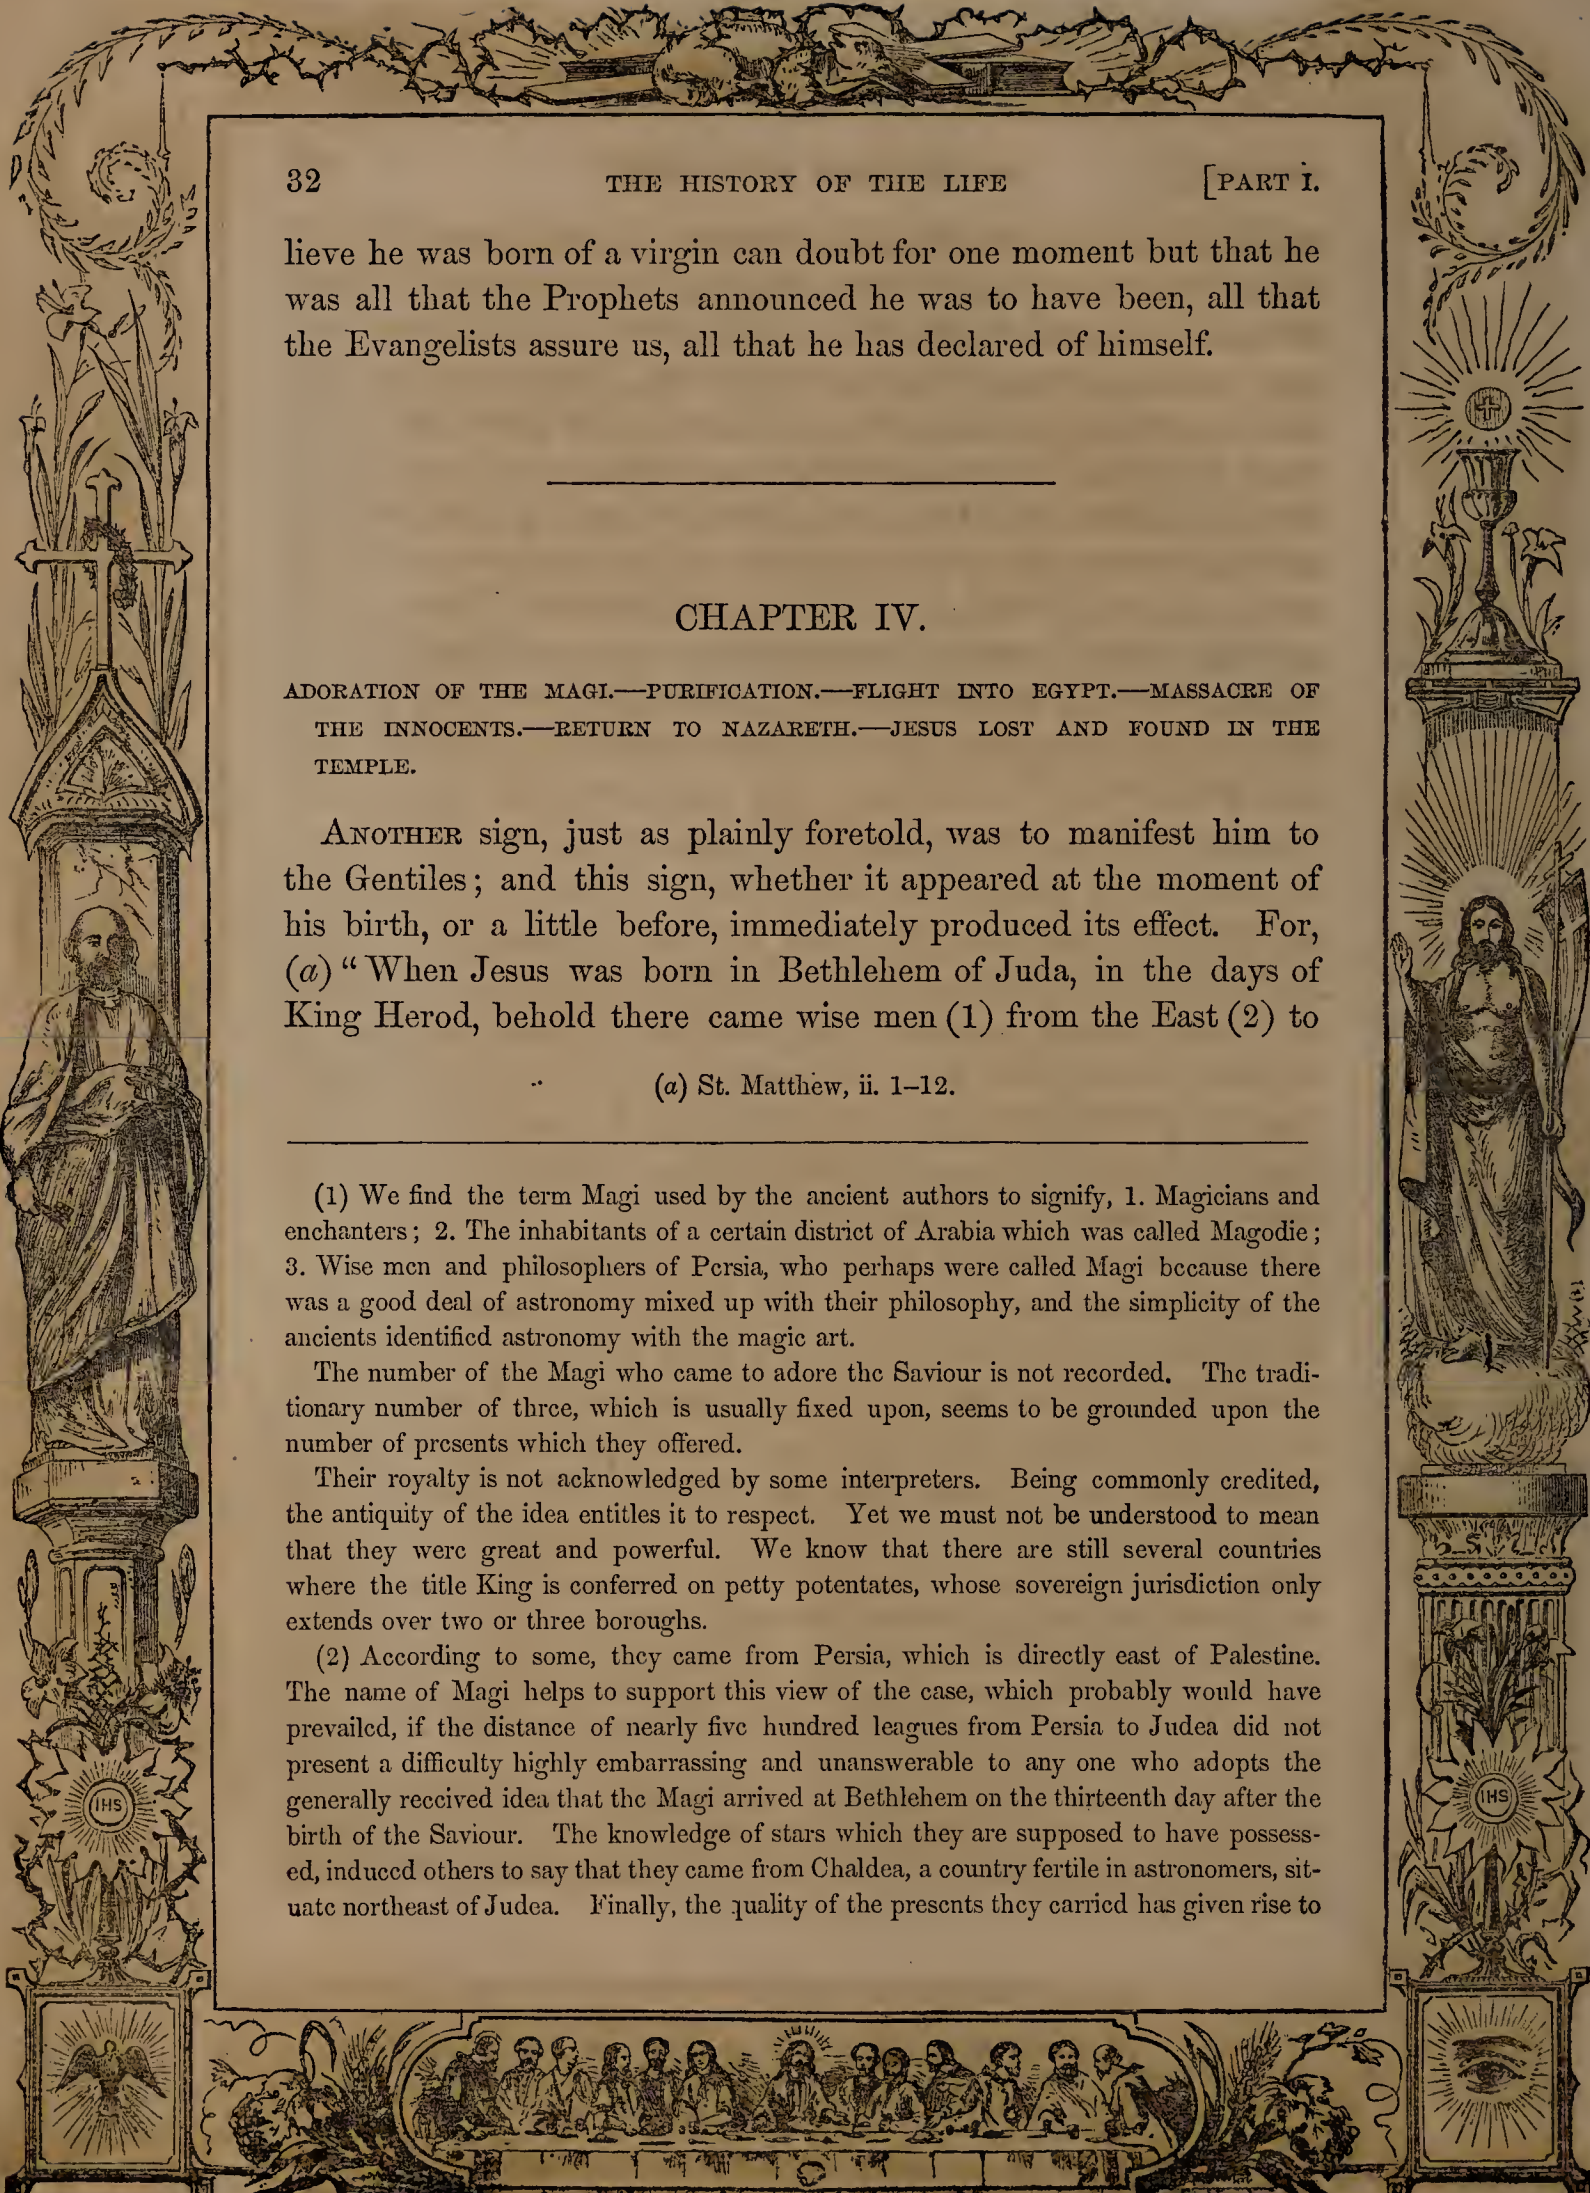 32 THE HISTORY OF THE LIFE [PART I.
lieve he was born of a virgin can doubt for one moment but that he
was all that the Prophets announced he was to have been, all that
the Evangelists assure us, all that he has declared of himself.
CHAPTER IV.
ADORATION OF THE MAGI.—PURIFICATION.—FLIGHT INTO EGYPT.—MASSACRE OF
THE INNOCENTS.—RETURN TO NAZARETH.—JESUS LOST AND FOUND IN THE
TEMPLE.
ANOTHER sign, just as plainly foretold, was to manifest him to
the Gentiles; and this sign, whether it appeared at the moment of
his birth, or a little before, immediately produced its effect. For,
(a) "When Jesus was born in Bethlehem of Juda, in the days of
King Herod, behold there came wise men (1) from the East (2) to
(a) St. Matthew, ii. 1–12.
(1) We find the term Magi used by the ancient authors to signify, 1. Magicians and
enchanters; 2. The inhabitants of a certain district of Arabia which was called Magodie;
3. Wise men and philosophers of Persia, who perhaps were called Magi because there
was a good deal of astronomy mixed up with their philosophy, and the simplicity of the
ancients identified astronomy with the magic art.
The number of the Magi who came to adore the Saviour is not recorded. The tradi-
tionary number of three, which is usually fixed upon, seems to be grounded upon the
number of presents which they offered.
Their royalty is not acknowledged by some interpreters. Being commonly credited,
the antiquity of the idea entitles it to respect. Yet we must not be understood to mean
that they were great and powerful. We know that there are still several countries
where the title King is conferred on petty potentates, whose sovereign jurisdiction only
extends over two or three boroughs.
(2) According to some, they came from Persia, which is directly east of Palestine.
The name of Magi helps to support this view of the case, which probably would have
prevailed, if the distance of nearly five hundred leagues from Persia to Judea did not
present a difficulty highly embarrassing and unanswerable to any one who adopts the
generally received idea that the Magi arrived at Bethlehem on the thirteenth day after the
birth of the Saviour. The knowledge of stars which they are supposed to have possess-
ed, induced others to say that they came from Chaldea, a country fertile in astronomers, sit-
uate northeast of Judea. Finally, the quality of the presents they carried has given rise to
IHS
IHS